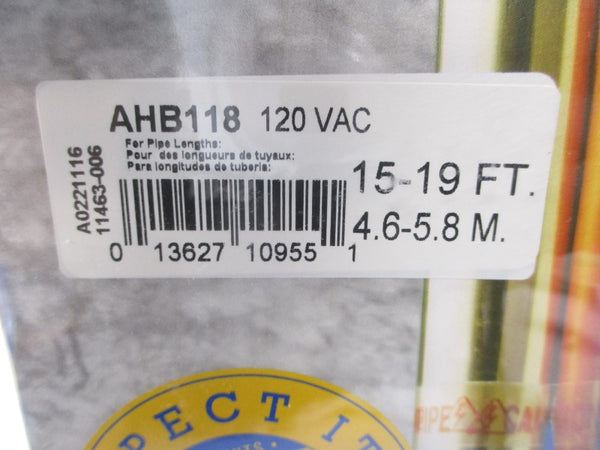 AHB118 120 VAC
For Pipe Lengths:
Pour des longueurs de tuyaux:
Para longitudes de tuberia:
15-19 FT.
4.6-5.8 M.
A0221116
11463-006
0 13627 10955 1
PECT IT
PIPE